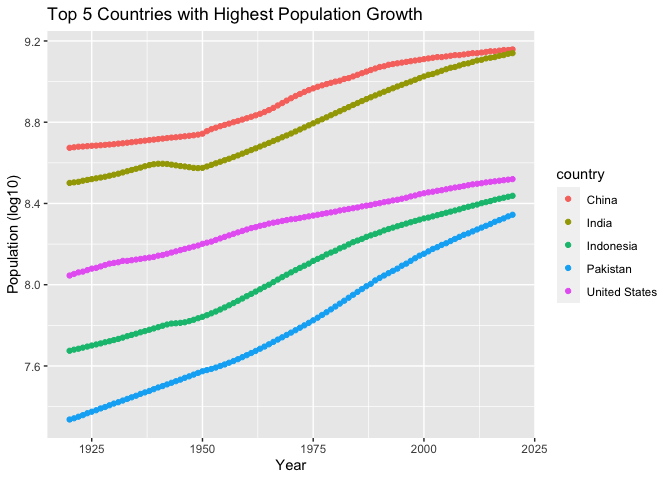 Top 5 Countries with Highest Population Growth
9.2
8.8
8.4
8.0
7.6
Population (log10)
1925
1950
1975
2000
2025
Year
country
China
India
Indonesia
Pakistan
United States